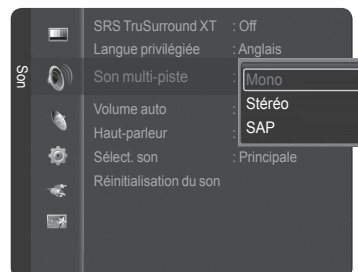 Son
SRS TruSurround XT : Off
Langue privilégiée : Anglais
Son multi-piste :
Mono
Stéréo
SAP
Volume auto :
Haut-parleur :
Sélect. son : Principale
Réinitialisation du son